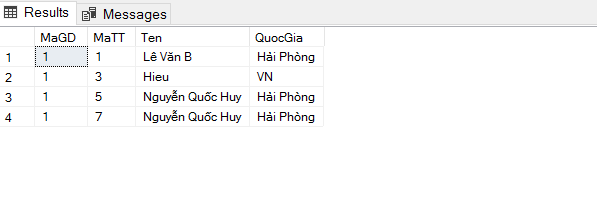 Results Messages
MaGD MaTT Ten QuocGia
1 1 1 Lê Văn B Hải Phòng
2 1 3 Hieu VN
3 1 5 Nguyễn Quốc Huy Hải Phòng
4 1 7 Nguyễn Quốc Huy Hải Phòng